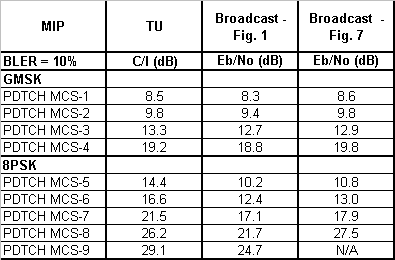 MIP TU Broadcast - Fig. 1 Broadcast - Fig. 7
BLER = 10% C/I (dB) Eb/No (dB) Eb/No (dB)
GMSK
PDTCH MCS-1 8.5 8.3 8.6
PDTCH MCS-2 9.8 9.4 9.8
PDTCH MCS-3 13.3 12.7 12.9
PDTCH MCS-4 19.2 18.8 19.8
8PSK
PDTCH MCS-5 14.4 10.2 10.8
PDTCH MCS-6 16.6 12.4 13.0
PDTCH MCS-7 21.5 17.1 17.9
PDTCH MCS-8 26.2 21.7 27.5
PDTCH MCS-9 29.1 24.7 N/A